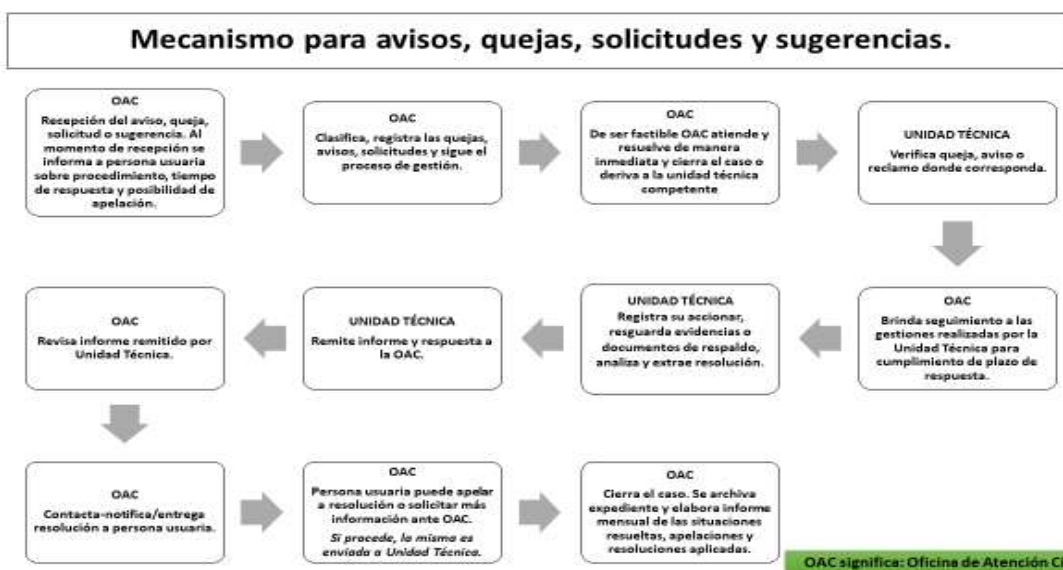 Mecanismo para avisos, quejas, solicitudes y sugerencias.
OAC
Recepción del aviso, queja,
solicitud o sugerencia. Al
momento de recepción se
informa a persona usuaria
sobre procedimiento, tiempo
de respuesta y posibilidad de
apelación.
OAC
Clasifica, registra las quejas,
avisos, solicitudes y sigue el
proceso de gestión.
OAC
De ser factible OAC atiende y
resuelve de manera
inmediata y cierra el caso o
deriva a la unidad técnica
competente
UNIDAD TÉCNICA
Verifica queja, aviso o
reclamo donde corresponda.
OAC
Brinda seguimiento a las
gestiones realizadas por la
Unidad Técnica para
cumplimiento de plazo de
respuesta.
UNIDAD TÉCNICA
Registra su accionar,
resguarda evidencias o
documentos de respaldo,
analiza y extrae resolución.
UNIDAD TÉCNICA
Remite informe y respuesta a
la OAC.
OAC
Revisa informe remitido por
Unidad Técnica.
OAC
Contacta-notifica/entrega
resolución a persona usuaria.
OAC
Persona usuaria puede apelar
a resolución o solicitar más
información ante OAC.
Si procede, la misma es
enviada a Unidad Técnica.
OAC
Cierra el caso. Se archiva
expediente y elabora informe
mensual de las situaciones
resueltas, apelaciones y
resoluciones aplicadas.
OAC significa: Oficina de Atención